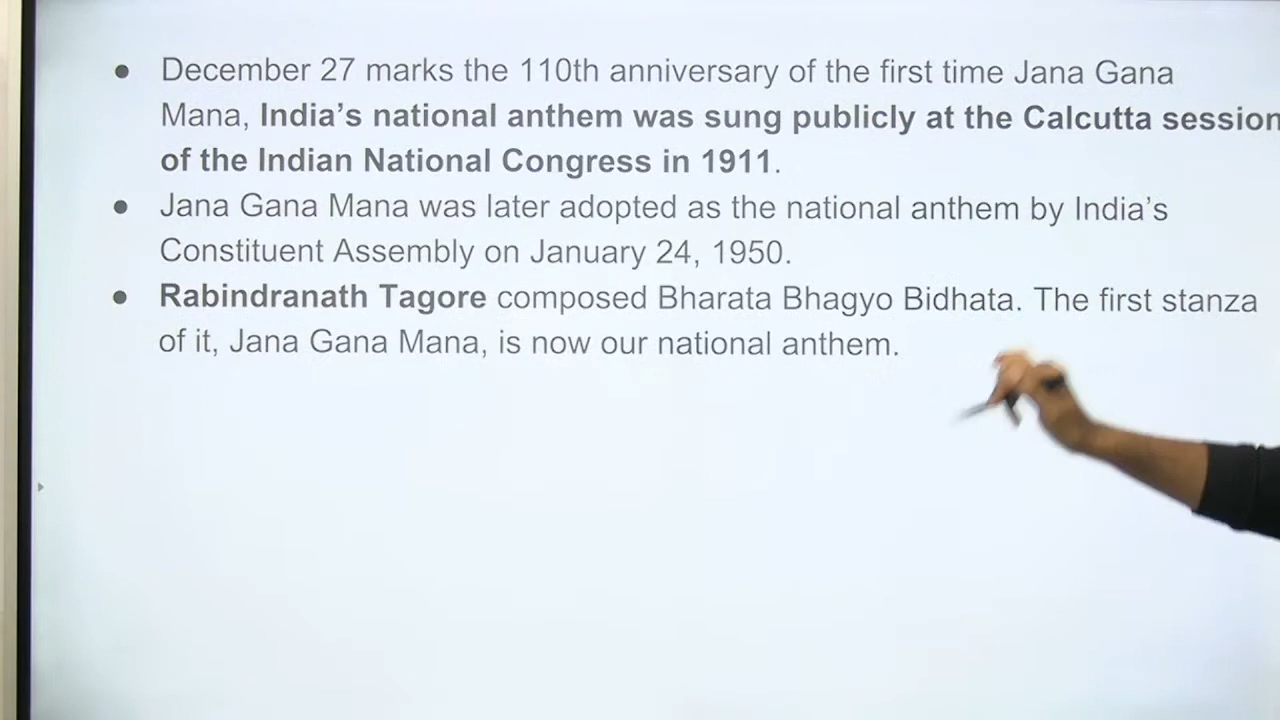 ● December 27 marks the 110th anniversary of the first time Jana Gana
Mana, India's national anthem was sung publicly at the Calcutta session
of the Indian National Congress in 1911.
● Jana Gana Mana was later adopted as the national anthem by India's
Constituent Assembly on January 24, 1950.
● Rabindranath Tagore composed Bharata Bhagyo Bidhata. The first stanza
of it, Jana Gana Mana, is now our national anthem.